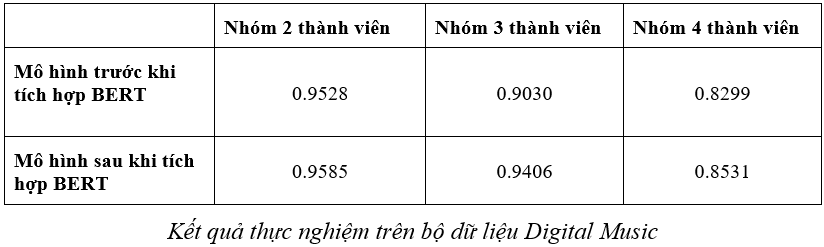 Nhóm 2 thành viên Nhóm 3 thành viên Nhóm 4 thành viên
Mô hình trước khi
tích hợp BERT
0.9528 0.9030 0.8299
Mô hình sau khi tích
hợp BERT
0.9585 0.9406 0.8531
Kết quả thực nghiệm trên bộ dữ liệu Digital Music